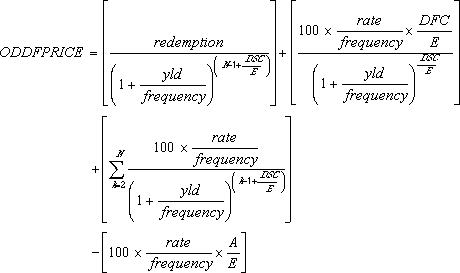 ODDFPRICE = [ redemption / (1 + yld / frequency)^(N-1+DSC/E) ] + [ 100 × rate / frequency × DFC / E / (1 + yld / frequency)^(DSC/E) ]
+ [ N ∑ k=2 100 × rate / frequency / (1 + yld / frequency)^(k-1+DSC/E) ]
- [ 100 × rate / frequency × A / E ]